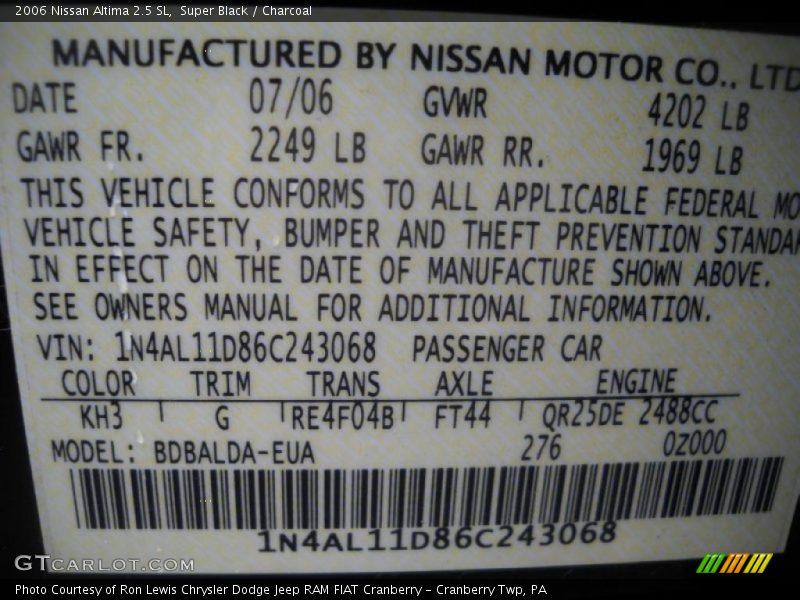 2006 Nissan Altima 2.5 SL,  Super Black / Charcoal
MANUFACTURED BY NISSAN MOTOR CO., LTD
DATE 07/06 GVWR 4202 LB
GAWR FR. 2249 LB GAWR RR. 1969 LB
THIS VEHICLE CONFORMS TO ALL APPLICABLE FEDERAL MO
VEHICLE SAFETY, BUMPER AND THEFT PREVENTION STANDAR
IN EFFECT ON THE DATE OF MANUFACTURE SHOWN ABOVE.
SEE OWNERS MANUAL FOR ADDITIONAL INFORMATION.
VIN: 1N4AL11D86C243068 PASSENGER CAR
COLOR TRIM TRANS AXLE ENGINE
KH3 G RE4F04B FT44 QR25DE 2488CC
MODEL: BDBALDA-EUA 276 0Z000
1N4AL11D86C243068
GTCARLOT.COM
Photo Courtesy of Ron Lewis Chrysler Dodge Jeep RAM FIAT Cranberry – Cranberry Twp, PA